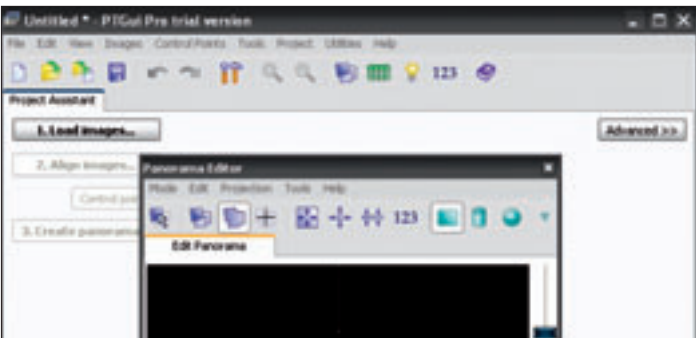 Untitled * - PTGui Pro trial version
File Edit View Images Control Points Tools Project Utilities Help
123
Project Assistant
1. Load images...
Advanced >>
2. Align images...
Panorama Editor
Mode Edit Projection Tools Help
Control
123
3. Create panorama
Edit Panorama